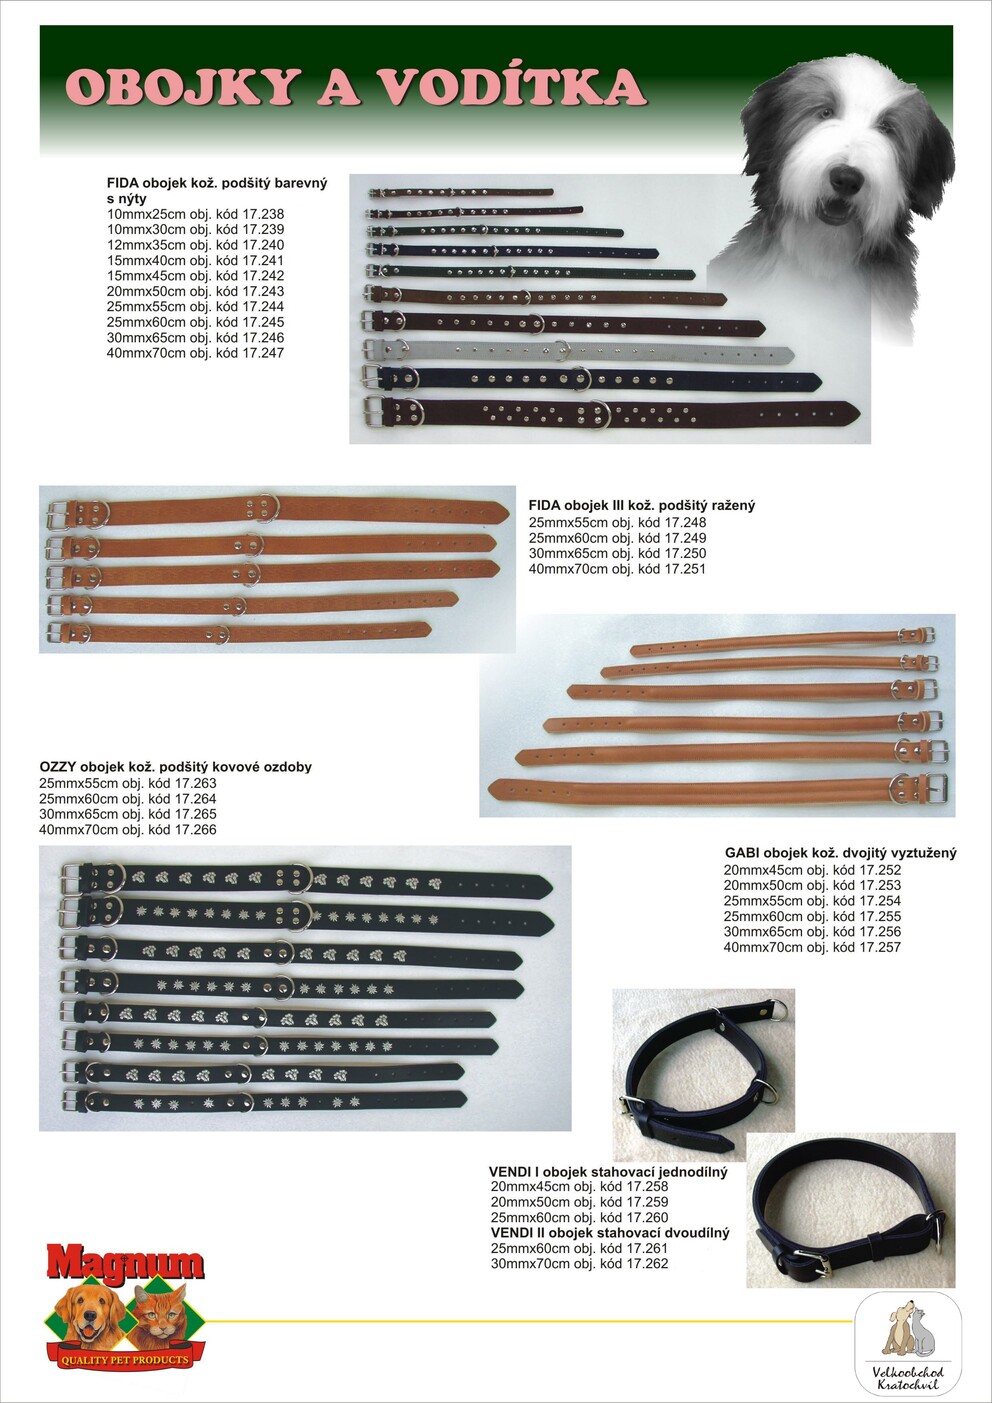 OBOJKY A VODÍTKA
FIDA obojek kož. podšitý barevný
s nýty
10mmx25cm obj. kód 17.238
10mmx30cm obj. kód 17.239
12mmx35cm obj. kód 17.240
15mmx40cm obj. kód 17.241
15mmx45cm obj. kód 17.242
20mmx50cm obj. kód 17.243
25mmx55cm obj. kód 17.244
25mmx60cm obj. kód 17.245
30mmx65cm obj. kód 17.246
40mmx70cm obj. kód 17.247
FIDA obojek III kož. podšitý ražený
25mmx55cm obj. kód 17.248
25mmx60cm obj. kód 17.249
30mmx65cm obj. kód 17.250
40mmx70cm obj. kód 17.251
OZZY obojek kož. podšitý kovové ozdoby
25mmx55cm obj. kód 17.263
25mmx60cm obj. kód 17.264
30mmx65cm obj. kód 17.265
40mmx70cm obj. kód 17.266
GABI obojek kož. dvojitý vyztužený
20mmx45cm obj. kód 17.252
20mmx50cm obj. kód 17.253
25mmx55cm obj. kód 17.254
25mmx60cm obj. kód 17.255
30mmx65cm obj. kód 17.256
40mmx70cm obj. kód 17.257
VENDI I obojek stahovací jednodílný
20mmx45cm obj. kód 17.258
20mmx50cm obj. kód 17.259
25mmx60cm obj. kód 17.260
VENDI II obojek stahovací dvoudílný
25mmx60cm obj. kód 17.261
30mmx70cm obj. kód 17.262
Magnum
QUALITY PET PRODUCTS
Velkoobchod
Kratochvíl